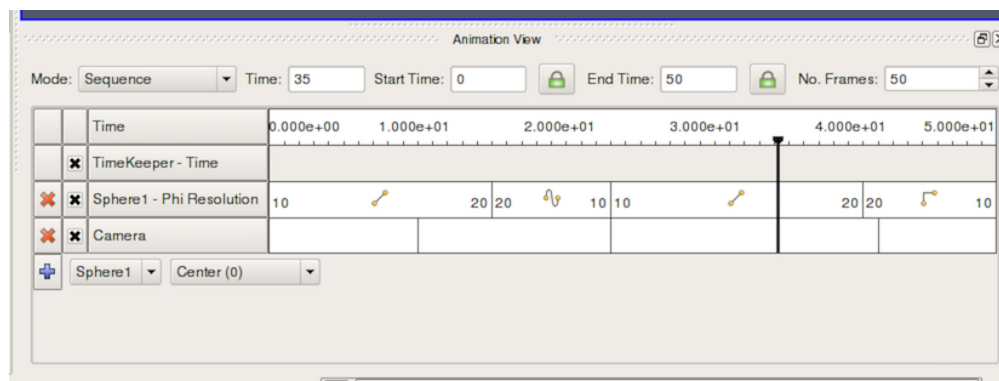 Animation View
Mode: Sequence Time: 35 Start Time: 0 End Time: 50 No. Frames: 50
Time 0.000e+00 1.000e+01 2.000e+01 3.000e+01 4.000e+01 5.000e+01
TimeKeeper - Time
Sphere1 - Phi Resolution 10 20 20 10 10 20 20 10
Camera
Sphere1 Center (0)